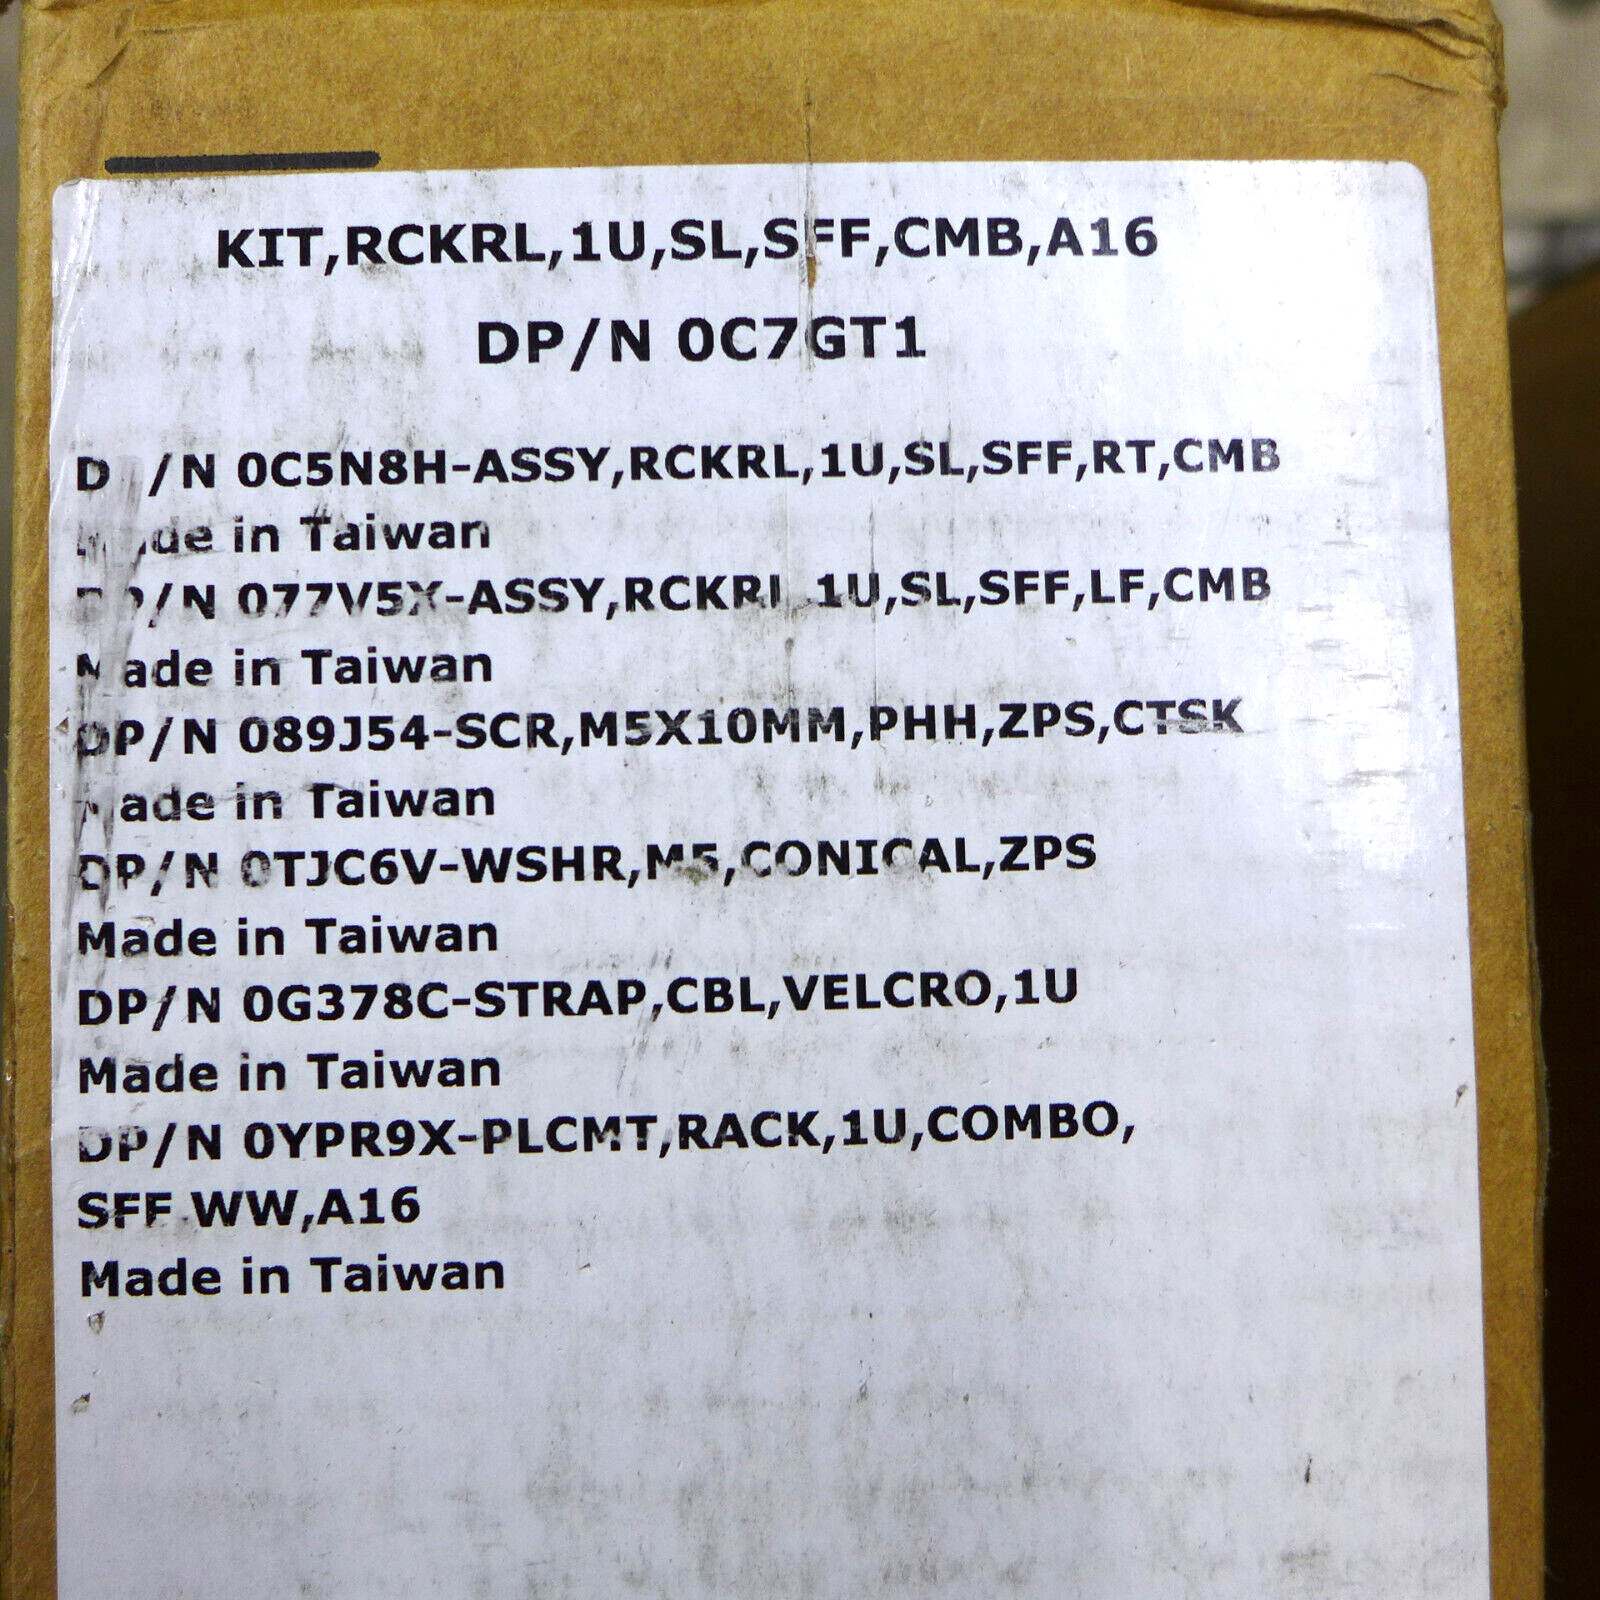 KIT,RCKRL,1U,SL,SFF,CMB,A16
DP/N 0C7GT1
DP/N 0C5N8H-ASSY,RCKRL,1U,SL,SFF,RT,CMB
Made in Taiwan
DP/N 077V5X-ASSY,RCKRL,1U,SL,SFF,LF,CMB
Made in Taiwan
DP/N 089J54-SCR,M5X10MM,PHH,ZPS,CTSK
Made in Taiwan
DP/N 0TJC6V-WSHR,M5,CONICAL,ZPS
Made in Taiwan
DP/N 0G378C-STRAP,CBL,VELCRO,1U
Made in Taiwan
DP/N 0YPR9X-PLCMT,RACK,1U,COMBO,
SFF,WW,A16
Made in Taiwan